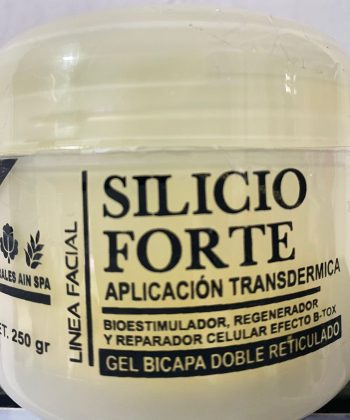 SILICIO
FORTE
APLICACIÓN TRANSDERMICA
BIOESTIMULADOR, REGENERADOR
Y REPARADOR CELULAR EFECTO B-TOX
GEL BICAPA DOBLE RETICULADO
LINEA FACIAL
AIN SPA
250 gr